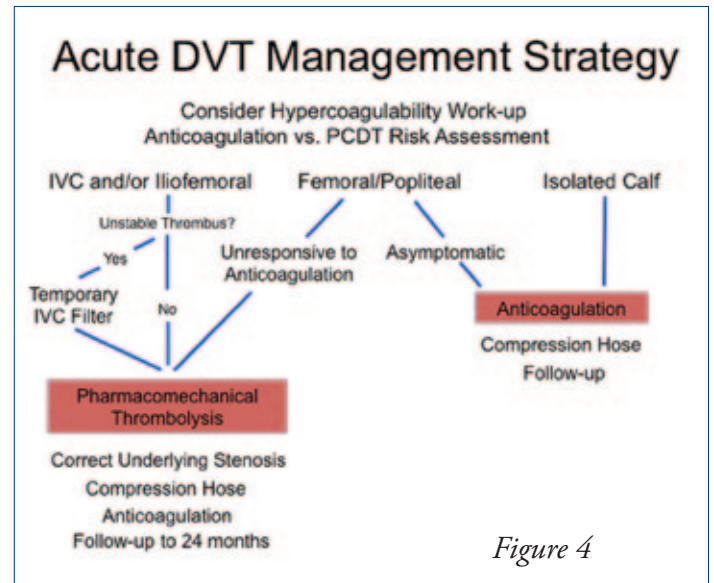 Acute DVT Management Strategy
Consider Hypercoagulability Work-up
Anticoagulation vs. PCDT Risk Assessment
IVC and/or Iliofemoral
Femoral/Popliteal
Isolated Calf
Unstable Thrombus?
Yes
No
Temporary
IVC Filter
Unresponsive to
Anticoagulation
Asymptomatic
Anticoagulation
Compression Hose
Follow-up
Pharmacomechanical
Thrombolysis
Correct Underlying Stenosis
Compression Hose
Anticoagulation
Follow-up to 24 months
Figure 4